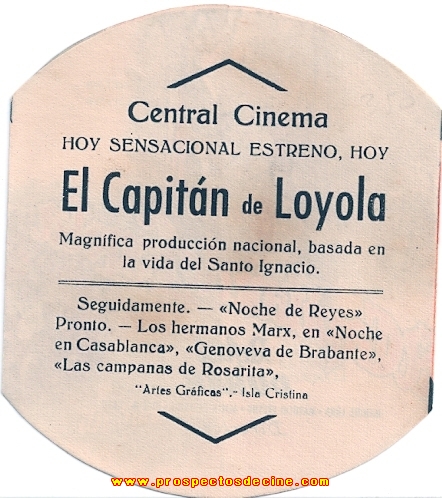 Central Cinema
HOY SENSACIONAL ESTRENO, HOY
El Capitán de Loyola
Magnífica producción nacional, basada en
la vida del Santo Ignacio.
Seguidamente. — «Noche de Reyes»
Pronto. — Los hermanos Marx, en «Noche
en Casablanca», «Genoveva de Brabante»,
«Las campanas de Rosarita»,
"Artes Gráficas".- Isla Cristina
www.prospectosdecine.com